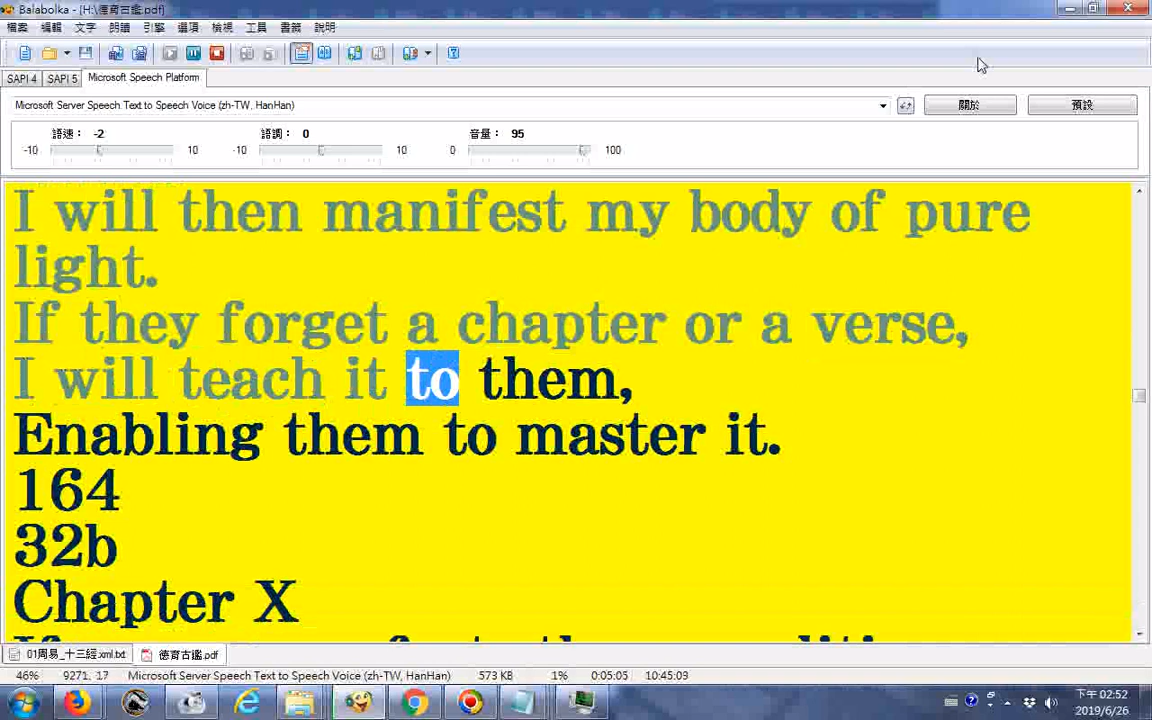 Balabolka - [H:\德育古鑑.pdf]
檔案 編輯 文字 朗讀 引擎 選項 檢視 工具 書籤 說明
SAPI 4 SAPI 5 Microsoft Speech Platform
Microsoft Server Speech Text to Speech Voice (zh-TW, HanHan) 關於 預設
語速： -2 語調： 0 音量： 95
-10 10 -10 10 0 100
I will then manifest my body of pure
light.
If they forget a chapter or a verse,
I will teach it to them,
Enabling them to master it.
164
32b
Chapter X
01周易_十三經.xml.txt 德育古鑑.pdf
46% 9271, 17 Microsoft Server Speech Text to Speech Voice (zh-TW, HanHan) 573 KB 1% 0:05:05 10:45:09
下午 02:52
2019/6/26